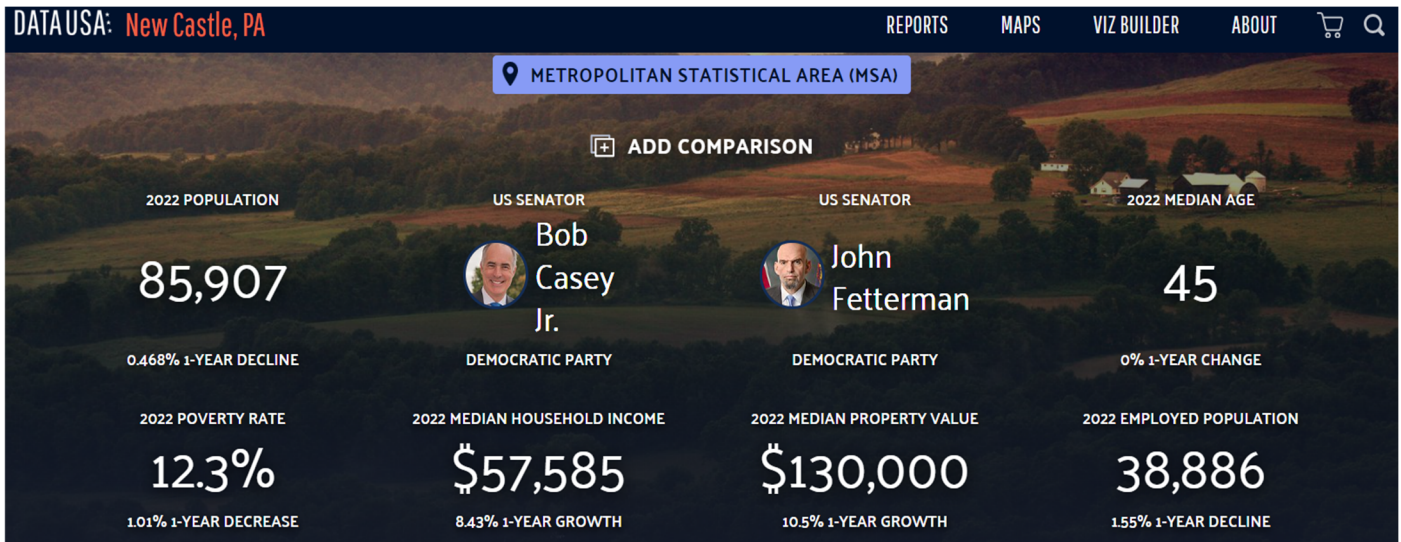 DATAUSA: New Castle, PA REPORTS MAPS VIZ BUILDER ABOUT
METROPOLITAN STATISTICAL AREA (MSA)
ADD COMPARISON
2022 POPULATION
85,907
0.468% 1-YEAR DECLINE
US SENATOR
Bob
Casey
Jr.
DEMOCRATIC PARTY
US SENATOR
John
Fetterman
DEMOCRATIC PARTY
2022 MEDIAN AGE
45
0% 1-YEAR CHANGE
2022 POVERTY RATE
12.3%
1.01% 1-YEAR DECREASE
2022 MEDIAN HOUSEHOLD INCOME
$57,585
8.43% 1-YEAR GROWTH
2022 MEDIAN PROPERTY VALUE
$130,000
10.5% 1-YEAR GROWTH
2022 EMPLOYED POPULATION
38,886
1.55% 1-YEAR DECLINE